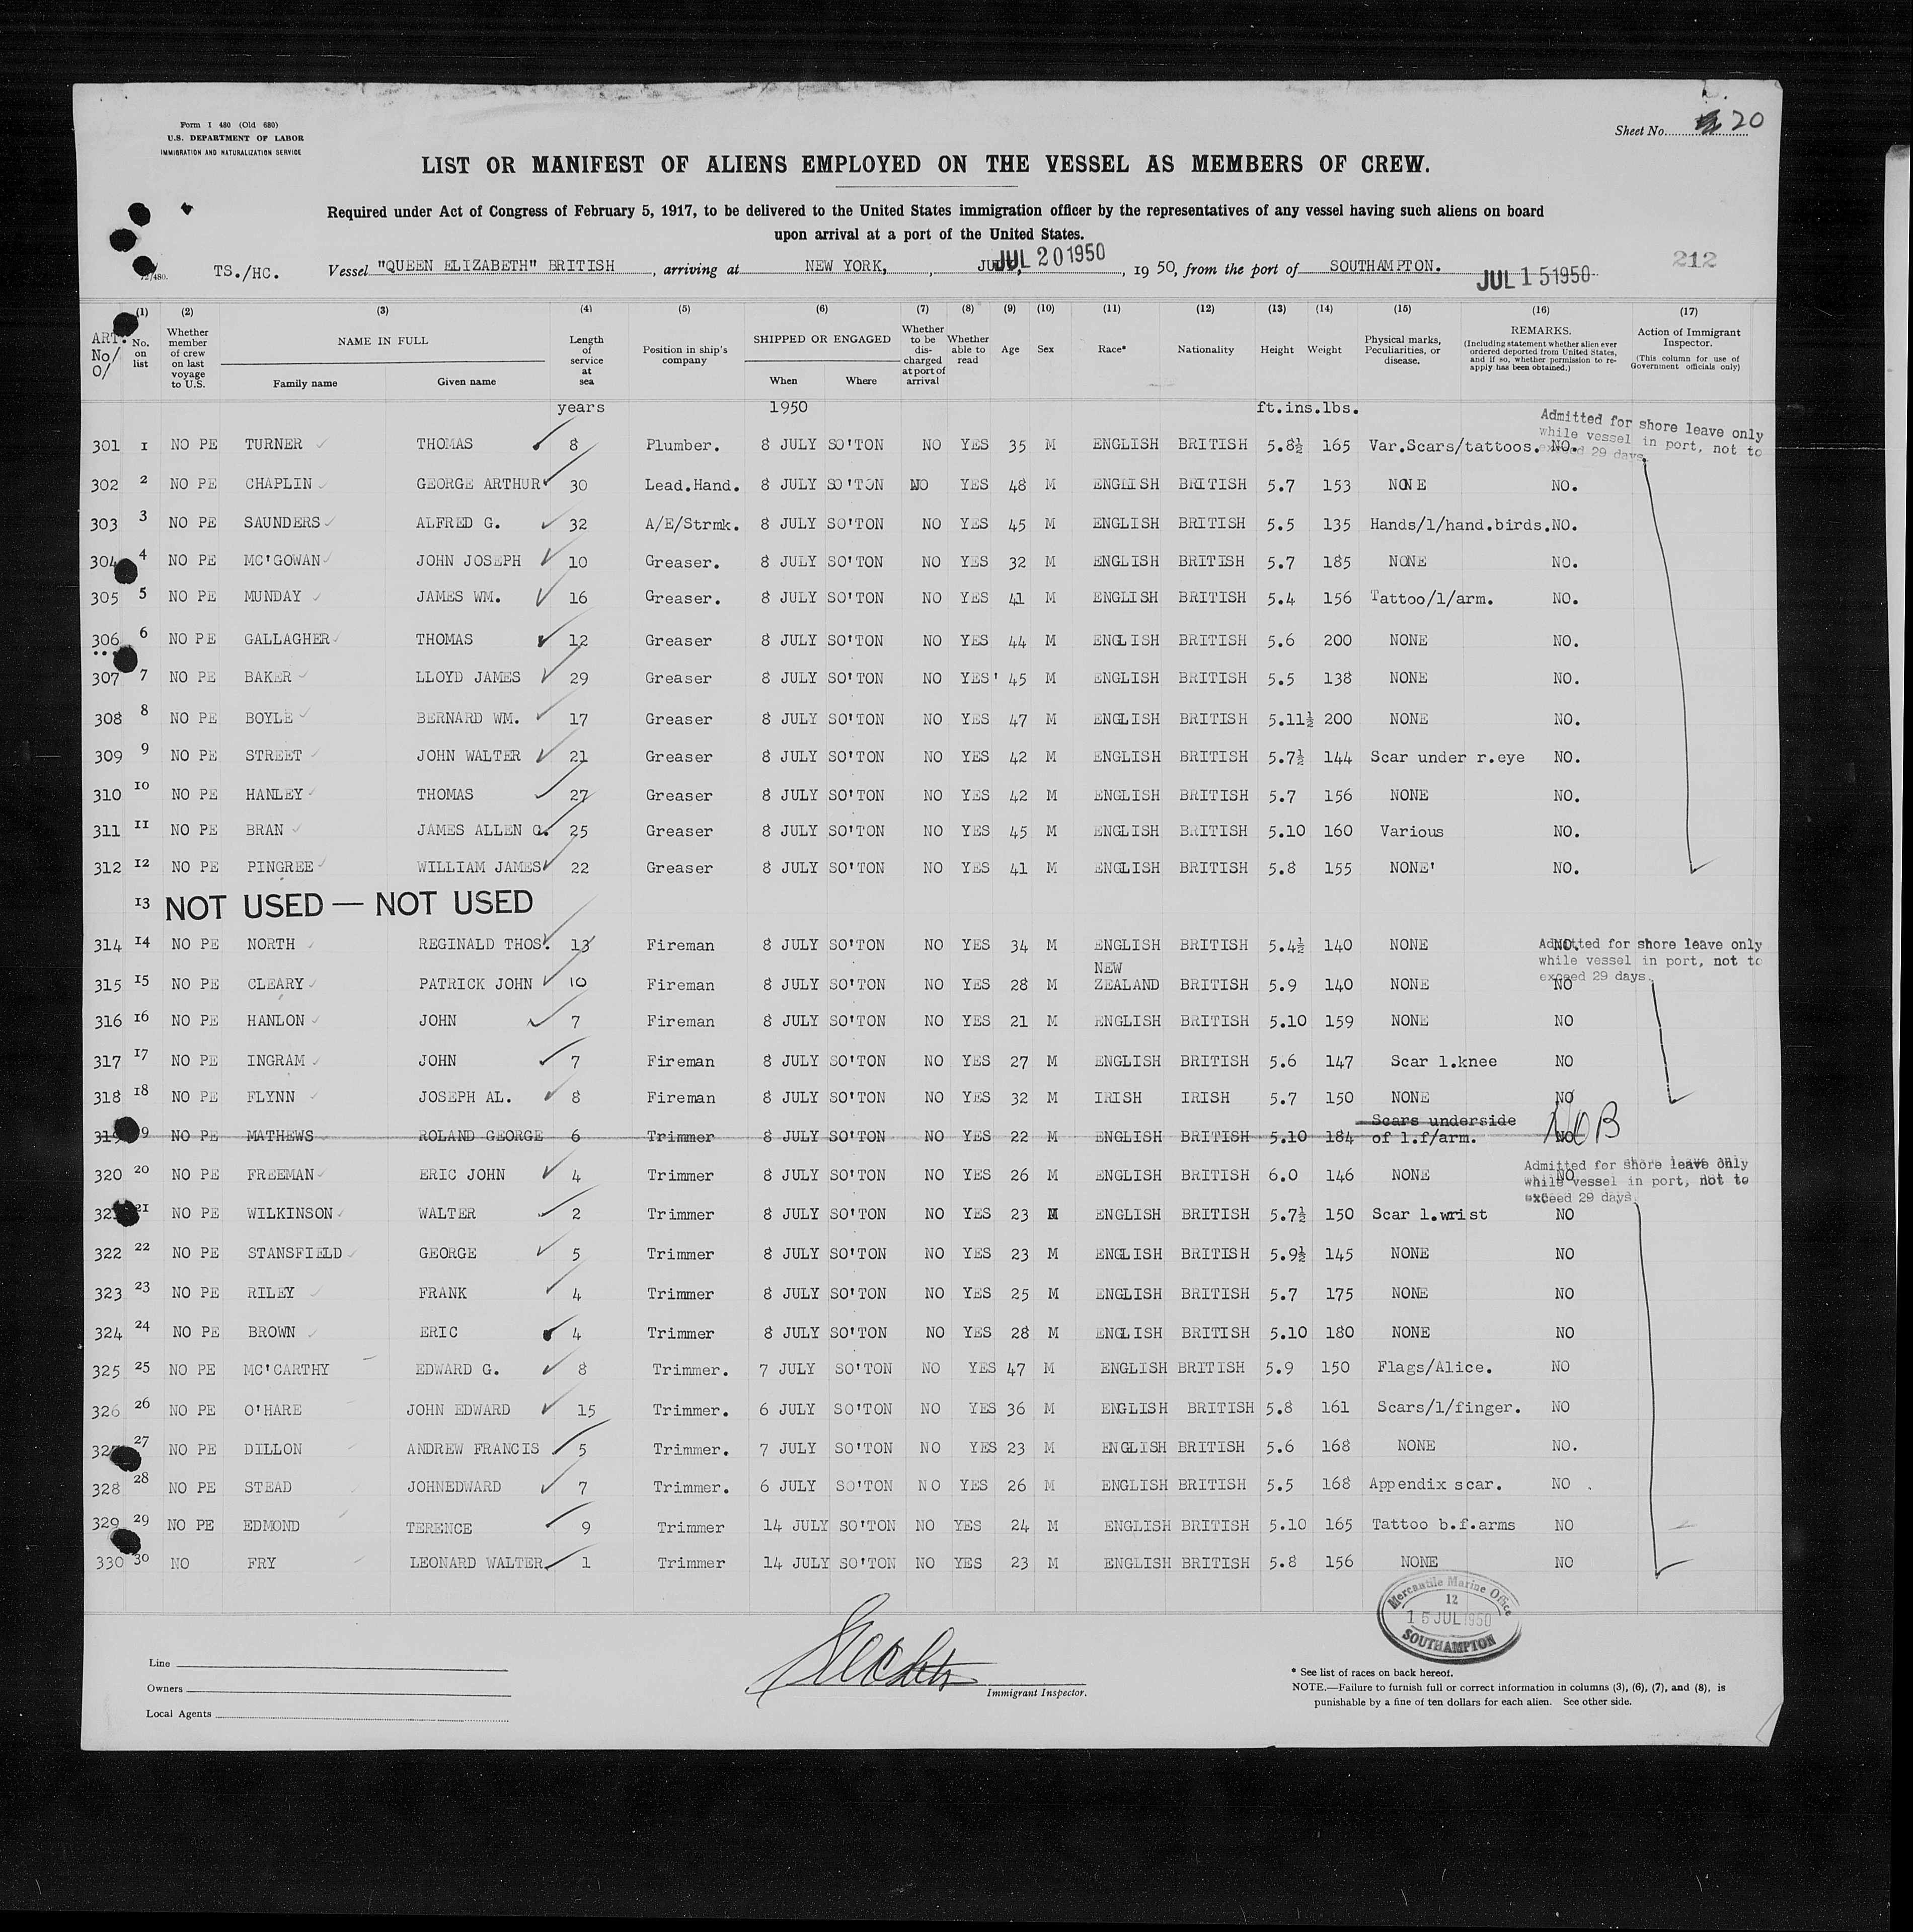 Form I 480 (Old 680)
U.S. DEPARTMENT OF LABOR
IMMIGRATION AND NATURALIZATION SERVICE
Sheet No. 20
LIST OR MANIFEST OF ALIENS EMPLOYED ON THE VESSEL AS MEMBERS OF CREW.
Required under Act of Congress of February 5, 1917, to be delivered to the United States immigration officer by the representatives of any vessel having such aliens on board
upon arrival at a port of the United States.
TS./HC. Vessel "QUEEN ELIZABETH" BRITISH, arriving at NEW YORK, JUL 20 1950, 1950, from the port of SOUTHAMPTON. JUL 15 1950 212
(1) (2) (3) (4) (5) (6) (7) (8) (9) (10) (11) (12) (13) (14) (15) (16) (17)
ART. No/ O/ No. on list Whether member of crew on last voyage to U.S. NAME IN FULL Family name Given name Length of service at sea Position in ship's company SHIPPED OR ENGAGED When Where Whether to be discharged at port of arrival Whether able to read Age Sex Race* Nationality Height Weight Physical marks, Peculiarities, or disease. REMARKS. (Including statement whether alien ever ordered deported from United States, and if so, whether permission to reapply has been obtained.) Action of Immigrant Inspector. (This column for use of Government officials only)
years 1950 ft.ins.lbs.
Admitted for shore leave only
while vessel in port, not to
exceed 29 days.
301 1 NO PE TURNER THOMAS 8 Plumber. 8 JULY SO'TON NO YES 35 M ENGLISH BRITISH 5.8½ 165 Var.Scars/tattoos. NO.
302 2 NO PE CHAPLIN GEORGE ARTHUR 30 Lead.Hand. 8 JULY SO'TON NO YES 48 M ENGLISH BRITISH 5.7 153 NONE NO.
303 3 NO PE SAUNDERS ALFRED G. 32 A/E/Strmk. 8 JULY SO'TON NO YES 45 M ENGLISH BRITISH 5.5 135 Hands/l/hand.birds.NO.
304 4 NO PE MC'GOWAN JOHN JOSEPH 10 Greaser. 8 JULY SO'TON NO YES 32 M ENGLISH BRITISH 5.7 185 NONE NO.
305 5 NO PE MUNDAY JAMES WM. 16 Greaser. 8 JULY SO'TON NO YES 41 M ENGLISH BRITISH 5.4 156 Tattoo/l/arm. NO.
306 6 NO PE GALLAGHER THOMAS 12 Greaser 8 JULY SO'TON NO YES 44 M ENGLISH BRITISH 5.6 200 NONE NO.
307 7 NO PE BAKER LLOYD JAMES 29 Greaser 8 JULY SO'TON NO YES' 45 M ENGLISH BRITISH 5.5 138 NONE NO.
308 8 NO PE BOYLE BERNARD WM. 17 Greaser 8 JULY SO'TON NO YES 47 M ENGLISH BRITISH 5.11½ 200 NONE NO.
309 9 NO PE STREET JOHN WALTER 21 Greaser 8 JULY SO'TON NO YES 42 M ENGLISH BRITISH 5.7½ 144 Scar under r.eye NO.
310 10 NO PE HANLEY THOMAS 27 Greaser 8 JULY SO'TON NO YES 42 M ENGLISH BRITISH 5.7 156 NONE NO.
311 11 NO PE BRAN JAMES ALLEN G. 25 Greaser 8 JULY SO'TON NO YES 45 M ENGLISH BRITISH 5.10 160 Various NO.
312 12 NO PE PINGREE WILLIAM JAMES 22 Greaser 8 JULY SO'TON NO YES 41 M ENGLISH BRITISH 5.8 155 NONE' NO.
13 NOT USED — NOT USED
314 14 NO PE NORTH REGINALD THOS. 13 Fireman 8 JULY SO'TON NO YES 34 M ENGLISH BRITISH 5.4½ 140 NONE NO.
Admitted for shore leave only
while vessel in port, not to
exceed 29 days.
315 15 NO PE CLEARY PATRICK JOHN 10 Fireman 8 JULY SO'TON NO YES 28 M NEW ZEALAND BRITISH 5.9 140 NONE NO
316 16 NO PE HANLON JOHN 7 Fireman 8 JULY SO'TON NO YES 21 M ENGLISH BRITISH 5.10 159 NONE NO
317 17 NO PE INGRAM JOHN 7 Fireman 8 JULY SO'TON NO YES 27 M ENGLISH BRITISH 5.6 147 Scar l.knee NO
318 18 NO PE FLYNN JOSEPH AL. 8 Fireman 8 JULY SO'TON NO YES 32 M IRISH IRISH 5.7 150 NONE NO
319 19 NO PE MATHEWS ROLAND GEORGE 6 Trimmer 8 JULY SO'TON NO YES 22 M ENGLISH BRITISH 5.10 184 Scars underside of l.f/arm. NO NOB
320 20 NO PE FREEMAN ERIC JOHN 4 Trimmer 8 JULY SO'TON NO YES 26 M ENGLISH BRITISH 6.0 146 NONE NO
Admitted for shore leave only
while vessel in port, not to
exceed 29 days.
321 21 NO PE WILKINSON WALTER 2 Trimmer 8 JULY SO'TON NO YES 23 M ENGLISH BRITISH 5.7½ 150 Scar l.wrist NO
322 22 NO PE STANSFIELD GEORGE 5 Trimmer 8 JULY SO'TON NO YES 23 M ENGLISH BRITISH 5.9½ 145 NONE NO
323 23 NO PE RILEY FRANK 4 Trimmer 8 JULY SO'TON NO YES 25 M ENGLISH BRITISH 5.7 175 NONE NO
324 24 NO PE BROWN ERIC 4 Trimmer 8 JULY SO'TON NO YES 28 M ENGLISH BRITISH 5.10 180 NONE NO
325 25 NO PE MC'CARTHY EDWARD G. 8 Trimmer. 7 JULY SO'TON NO YES 47 M ENGLISH BRITISH 5.9 150 Flags/Alice. NO
326 26 NO PE O'HARE JOHN EDWARD 15 Trimmer. 6 JULY SO'TON NO YES 36 M ENGLISH BRITISH 5.8 161 Scars/l/finger. NO
327 27 NO PE DILLON ANDREW FRANCIS 5 Trimmer. 7 JULY SO'TON NO YES 23 M ENGLISH BRITISH 5.6 168 NONE NO.
328 28 NO PE STEAD JOHNEDWARD 7 Trimmer. 6 JULY SO'TON NO YES 26 M ENGLISH BRITISH 5.5 168 Appendix scar. NO .
329 29 NO PE EDMOND TERENCE 9 Trimmer 14 JULY SO'TON NO YES 24 M ENGLISH BRITISH 5.10 165 Tattoo b.f.arms NO
330 30 NO FRY LEONARD WALTER 1 Trimmer 14 JULY SO'TON NO YES 23 M ENGLISH BRITISH 5.8 156 NONE NO
Mercantile Marine Office
12
15 JUL 1950
SOUTHAMPTON
Line
Owners
Local Agents
Immigrant Inspector.
* See list of races on back hereof.
NOTE.—Failure to furnish full or correct information in columns (3), (6), (7), and (8), is
punishable by a fine of ten dollars for each alien. See other side.